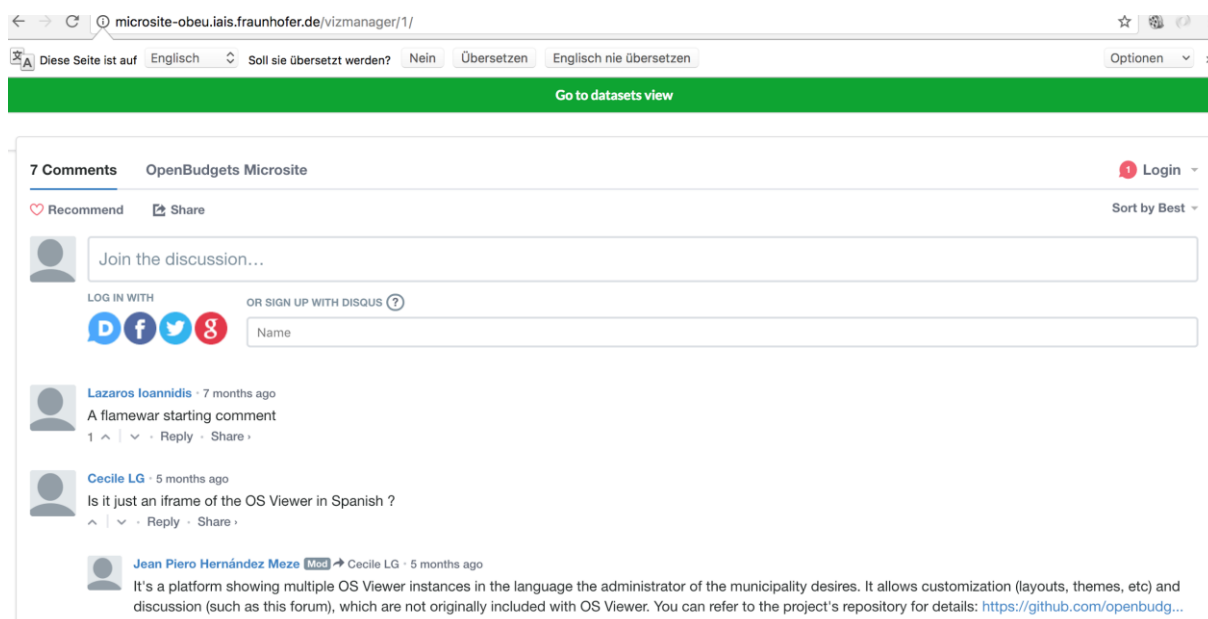 microsite-obeu.iais.fraunhofer.de/vizmanager/1/
Diese Seite ist auf Englisch Soll sie übersetzt werden? Nein Übersetzen Englisch nie übersetzen Optionen
Go to datasets view
7 Comments OpenBudgets Microsite 1 Login
Recommend Share Sort by Best
Join the discussion…
LOG IN WITH OR SIGN UP WITH DISQUS ?
D f g Name
Lazaros Ioannidis · 7 months ago
A flamewar starting comment
1 · Reply · Share ›
Cecile LG · 5 months ago
Is it just an iframe of the OS Viewer in Spanish ?
· Reply · Share ›
Jean Piero Hernández Meze Mod Cecile LG · 5 months ago
It's a platform showing multiple OS Viewer instances in the language the administrator of the municipality desires. It allows customization (layouts, themes, etc) and
discussion (such as this forum), which are not originally included with OS Viewer. You can refer to the project's repository for details: https://github.com/openbudg...